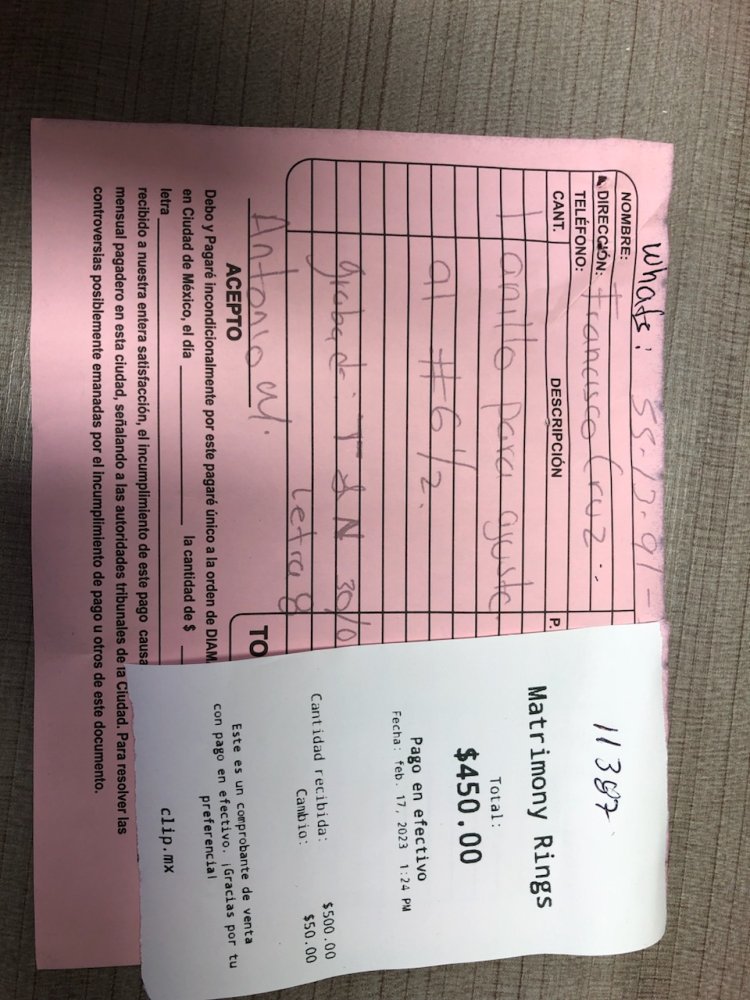 Whats: 55-13-91-
NOMBRE:
DIRECCIÓN: Francisco Cruz
TELÉFONO:
CANT. DESCRIPCIÓN P.
1 anillo para ajuste
al #6 1/2.
grabad: T & N 30/0
letra 8
Antonio M.
TO
ACEPTO
Debo y Pagaré incondicionalmente por este pagaré único a la orden de DIAM
en Ciudad de México, el día la cantidad de $
letra
recibido a nuestra entera satisfacción, el incumplimiento de este pago causa
mensual pagadero en esta ciudad, señalando a las autoridades tribunales de la Ciudad. Para resolver las
controversias posiblemente emanadas por el incumplimiento de pago u otros de este documento.
11387
Matrimony Rings
Total:
$450.00
Pago en efectivo
Fecha: feb. 17, 2023 1:24 PM
Cantidad recibida: $500.00
Cambio: $50.00
Este es un comprobante de venta
con pago en efectivo. ¡Gracias por tu
preferencia!
clip.mx